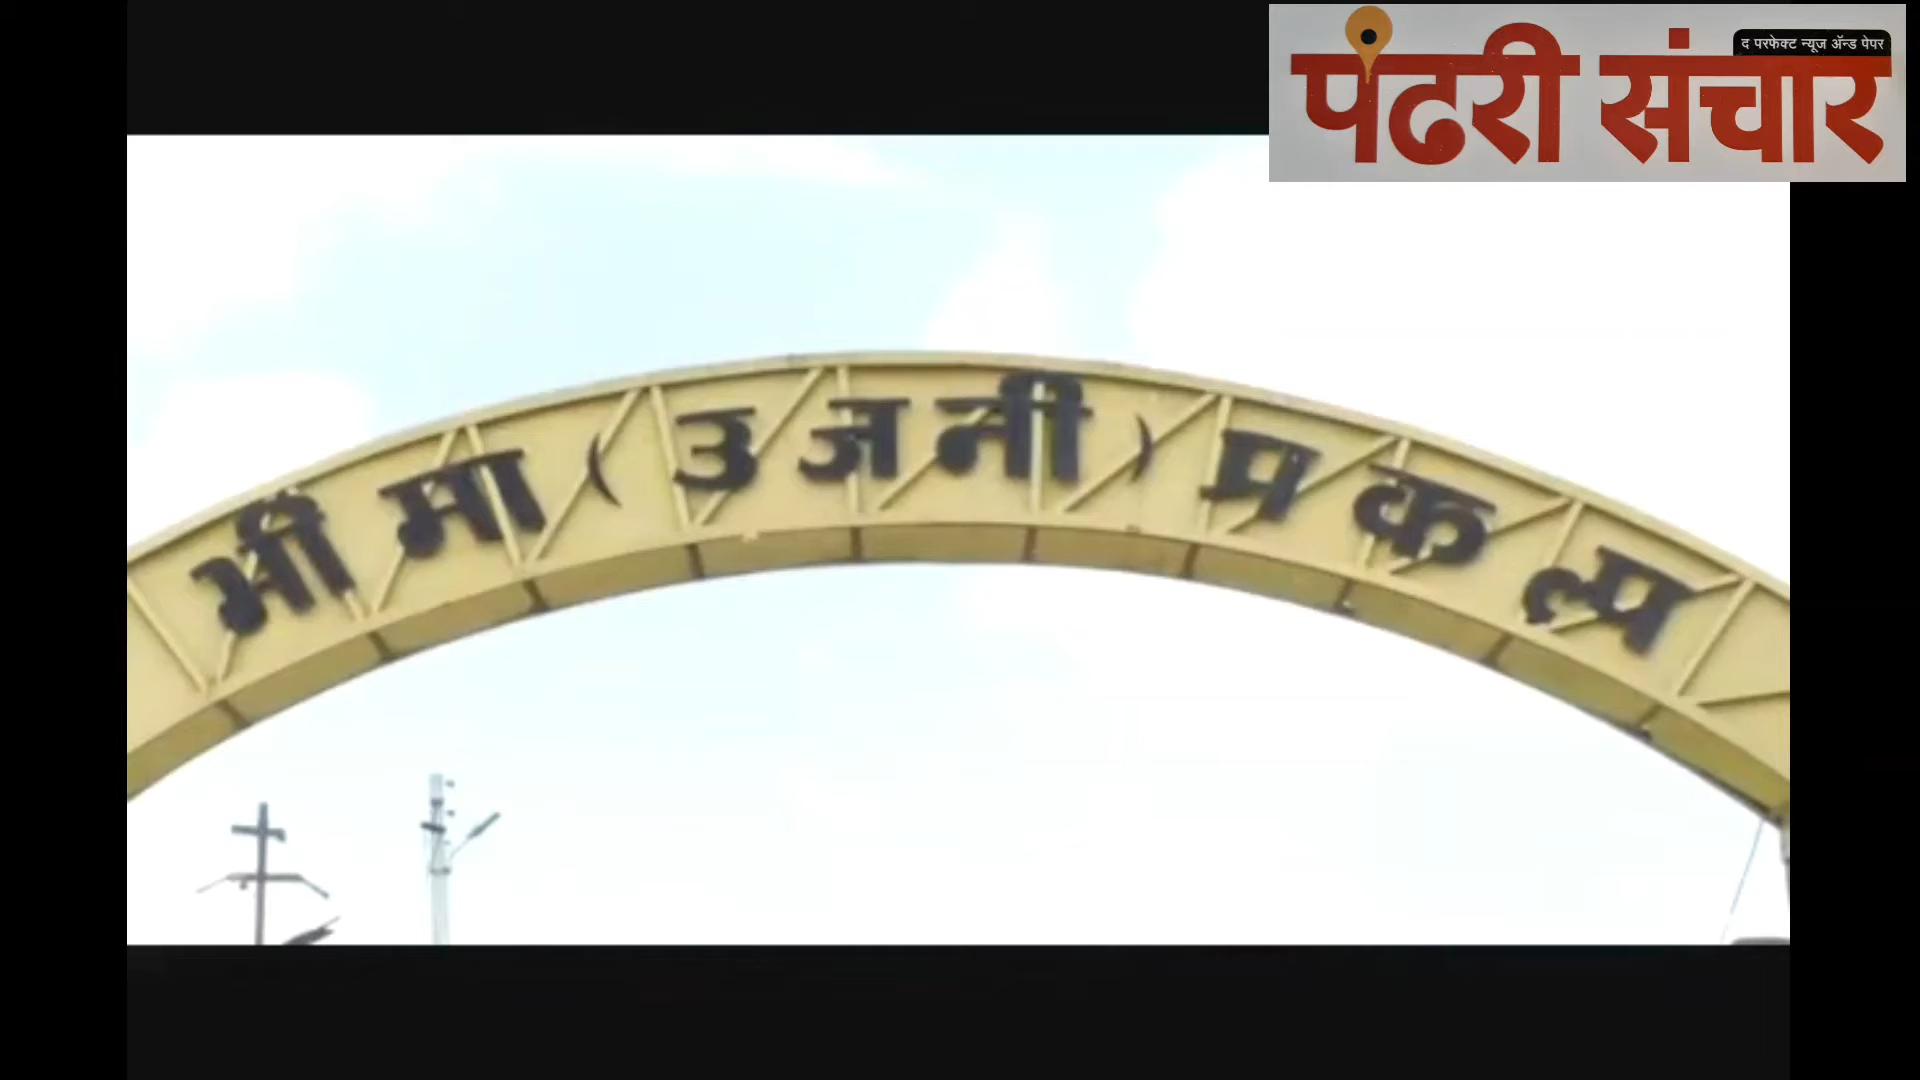 द परफेक्ट न्यूज अ‍ॅन्ड पेपर
पंढरी संचार
भीमा (उजनी) प्रकल्प